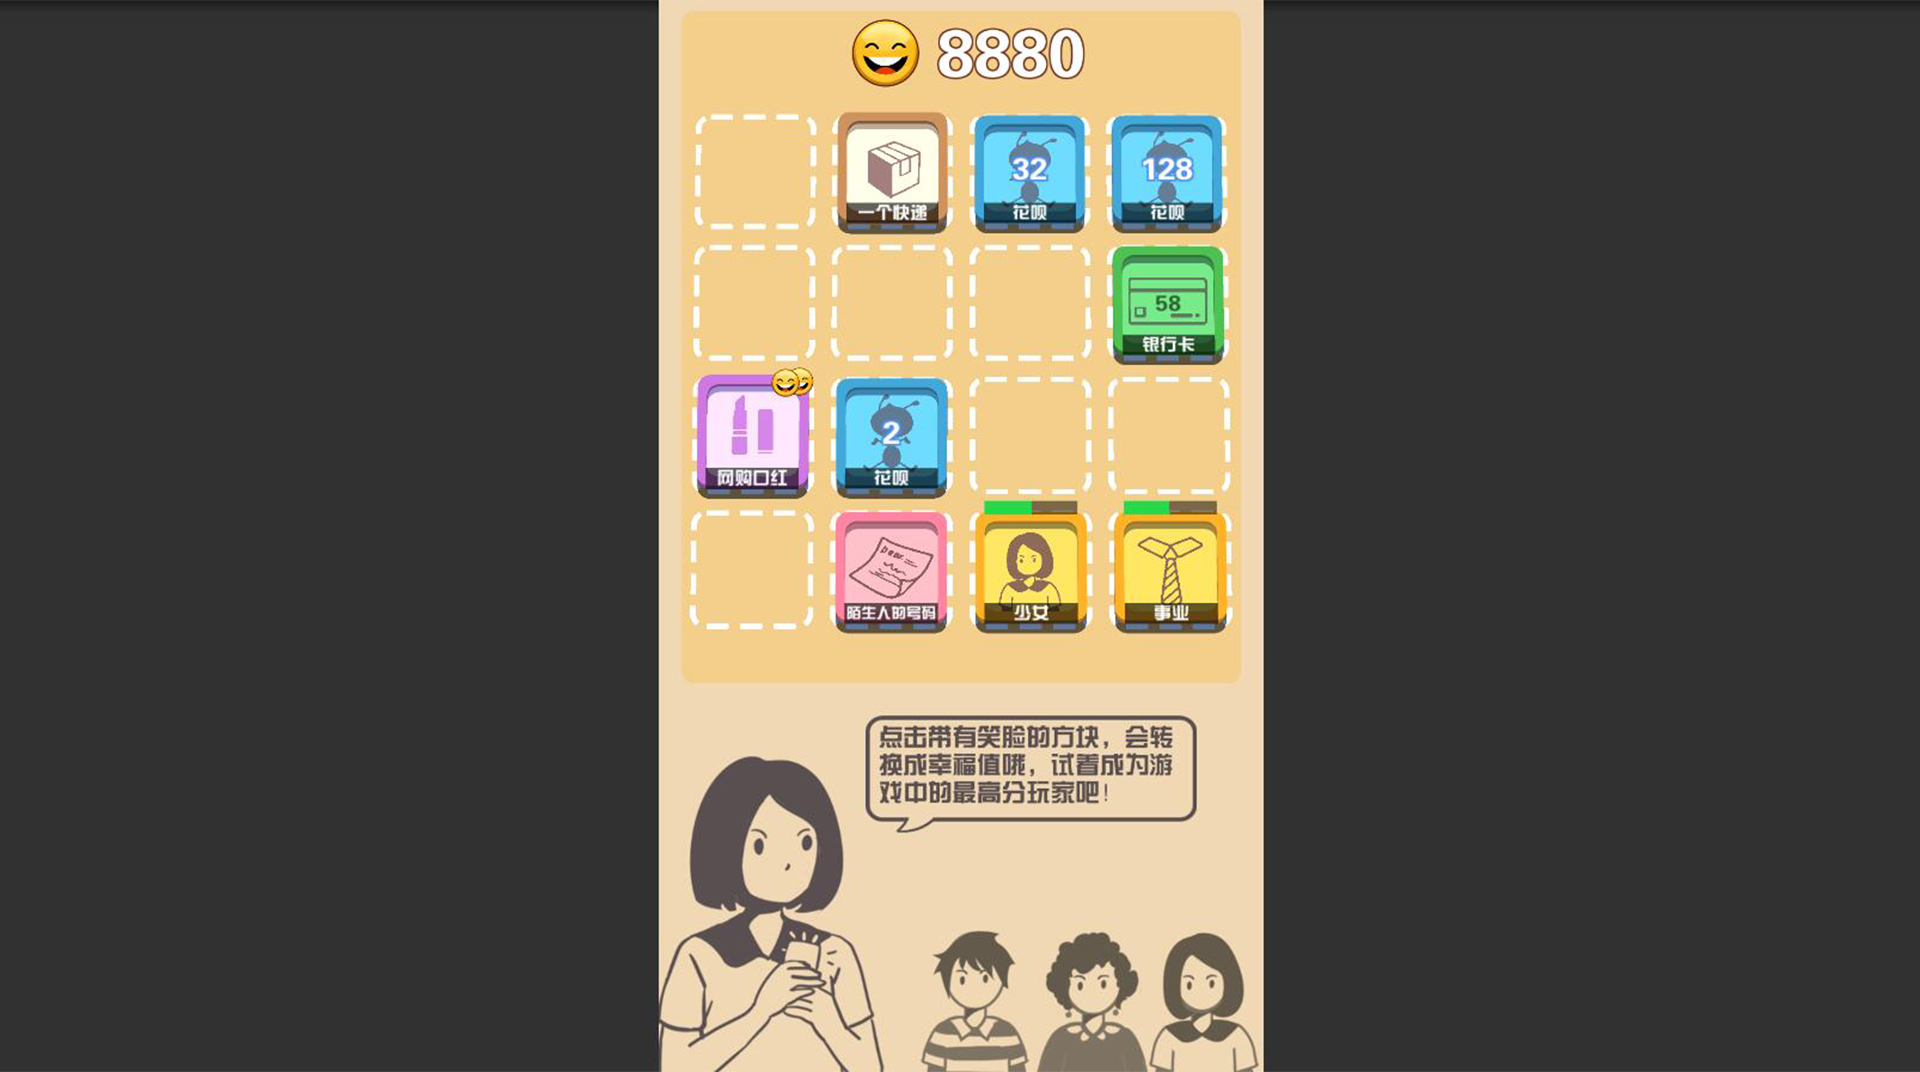 8880
32
128
一个快递
花呗
花呗
58
银行卡
2
网购口红
花呗
Dear
陌生人的号码
少女
事业
点击带有笑脸的方块，会转
换成幸福值哦，试着成为游
戏中的最高分玩家吧！